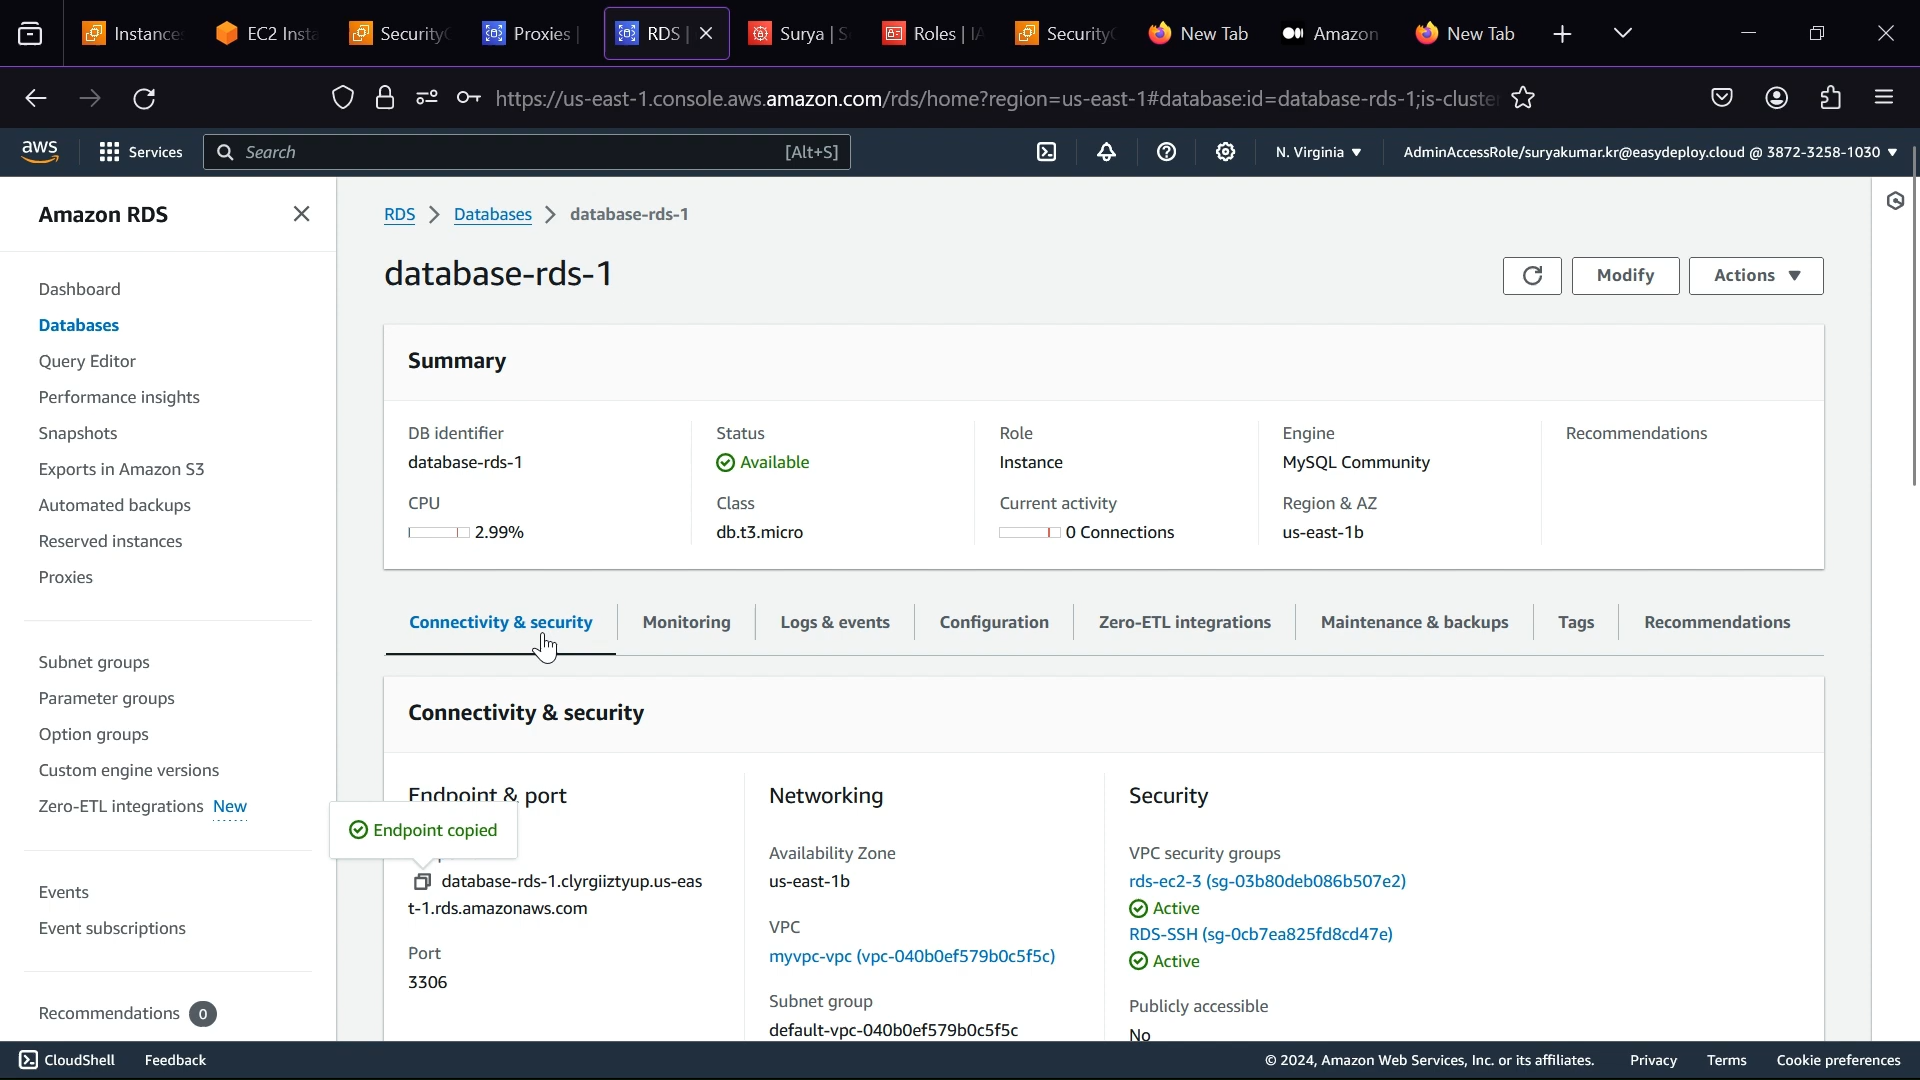 Instance
EC2 Insta
Security
Proxies |
RDS |
Surya | S
Roles | IA
Security
New Tab
Amazon
New Tab
https://us-east-1.console.aws.amazon.com/rds/home?region=us-east-1#database:id=database-rds-1;is-cluste
aws
Services
Search
[Alt+S]
N. Virginia
AdminAccessRole/suryakumar.kr@easydeploy.cloud @ 3872-3258-1030
Amazon RDS
Dashboard
Databases
Query Editor
Performance insights
Snapshots
Exports in Amazon S3
Automated backups
Reserved instances
Proxies
Subnet groups
Parameter groups
Option groups
Custom engine versions
Zero-ETL integrations New
Events
Event subscriptions
Recommendations 0
RDS > Databases > database-rds-1
database-rds-1
Modify
Actions
Summary
DB identifier
database-rds-1
CPU
2.99%
Status
Available
Class
db.t3.micro
Role
Instance
Current activity
0 Connections
Engine
MySQL Community
Region & AZ
us-east-1b
Recommendations
Connectivity & security
Monitoring
Logs & events
Configuration
Zero-ETL integrations
Maintenance & backups
Tags
Recommendations
Connectivity & security
Endpoint & port
Endpoint copied
database-rds-1.clyrgiiztyup.us-eas
t-1.rds.amazonaws.com
Port
3306
Networking
Availability Zone
us-east-1b
VPC
myvpc-vpc (vpc-040b0ef579b0c5f5c)
Subnet group
default-vpc-040b0ef579b0c5f5c
Security
VPC security groups
rds-ec2-3 (sg-03b80deb086b507e2)
Active
RDS-SSH (sg-0cb7ea825fd8cd47e)
Active
Publicly accessible
No
CloudShell
Feedback
© 2024, Amazon Web Services, Inc. or its affiliates.
Privacy
Terms
Cookie preferences